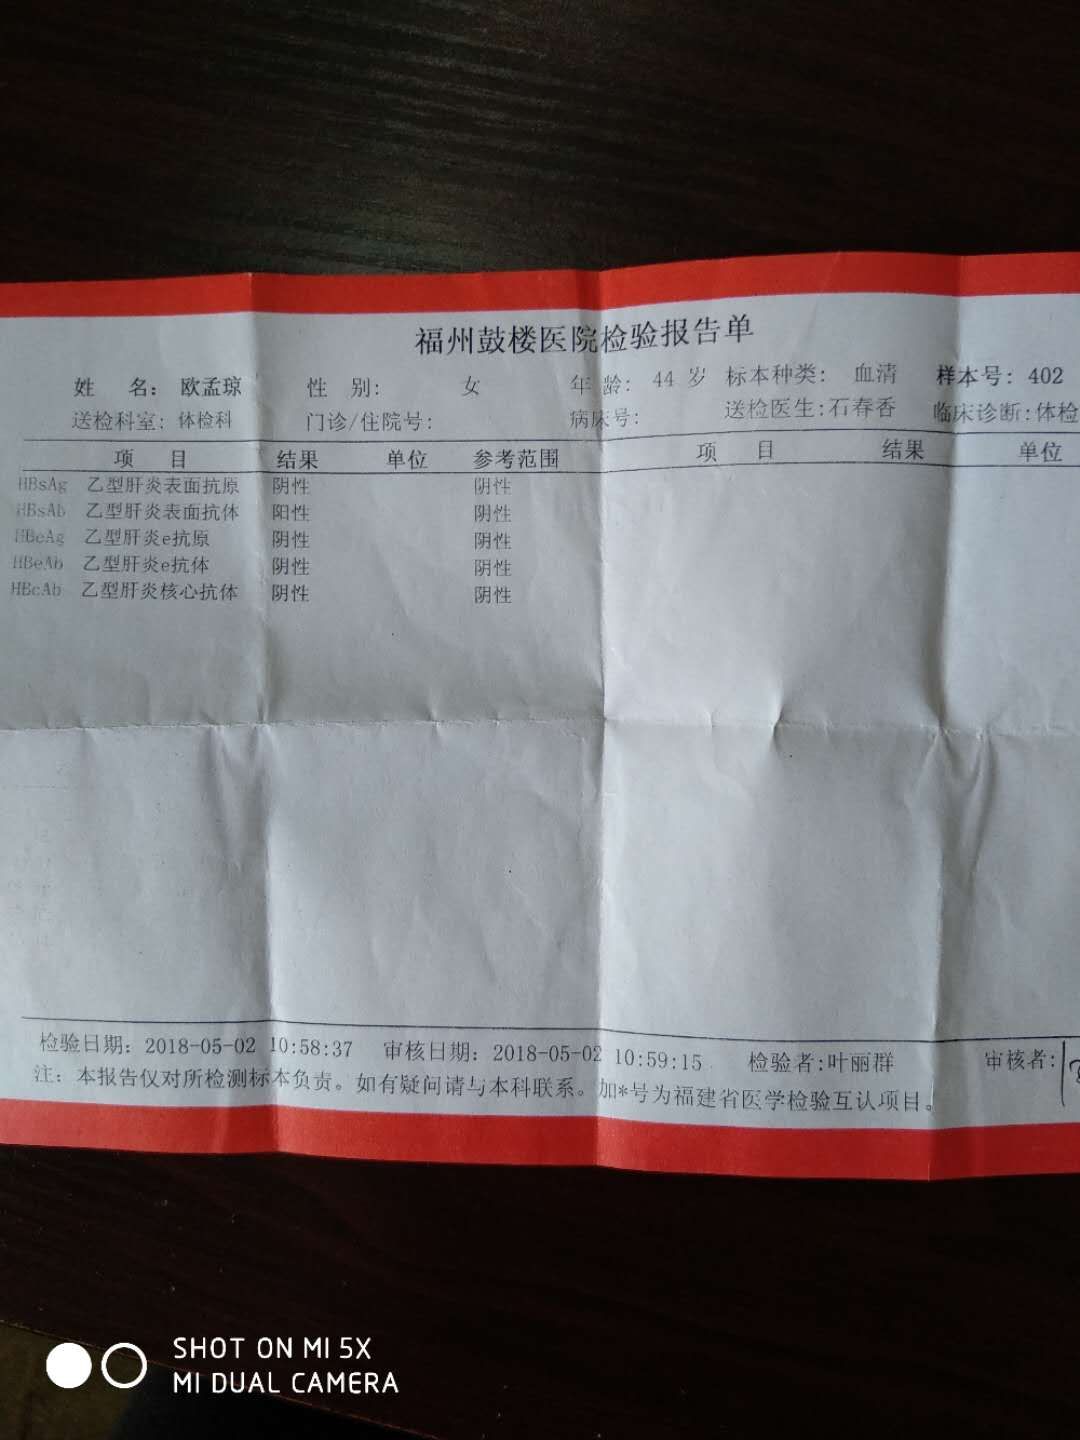 福州鼓楼医院检验报告单
姓 名: 欧孟琼 性 别: 女 年 龄: 44 岁 标本种类: 血清 样本号: 402
送检科室: 体检科 门诊/住院号: 病床号: 送检医生:石春香 临床诊断:体检
项 目 结果 单位 参考范围 项 目 结果 单位
HBsAg 乙型肝炎表面抗原 阴性 阴性
HBsAb 乙型肝炎表面抗体 阳性 阴性
HBeAg 乙型肝炎e抗原 阴性 阴性
HBeAb 乙型肝炎e抗体 阴性 阴性
HBcAb 乙型肝炎核心抗体 阴性 阴性
检验日期: 2018-05-02 10:58:37 审核日期: 2018-05-02 10:59:15 检验者:叶丽群 审核者:
注: 本报告仅对所检测标本负责。如有疑问请与本科联系。加*号为福建省医学检验互认项目。
SHOT ON MI 5X
MI DUAL CAMERA